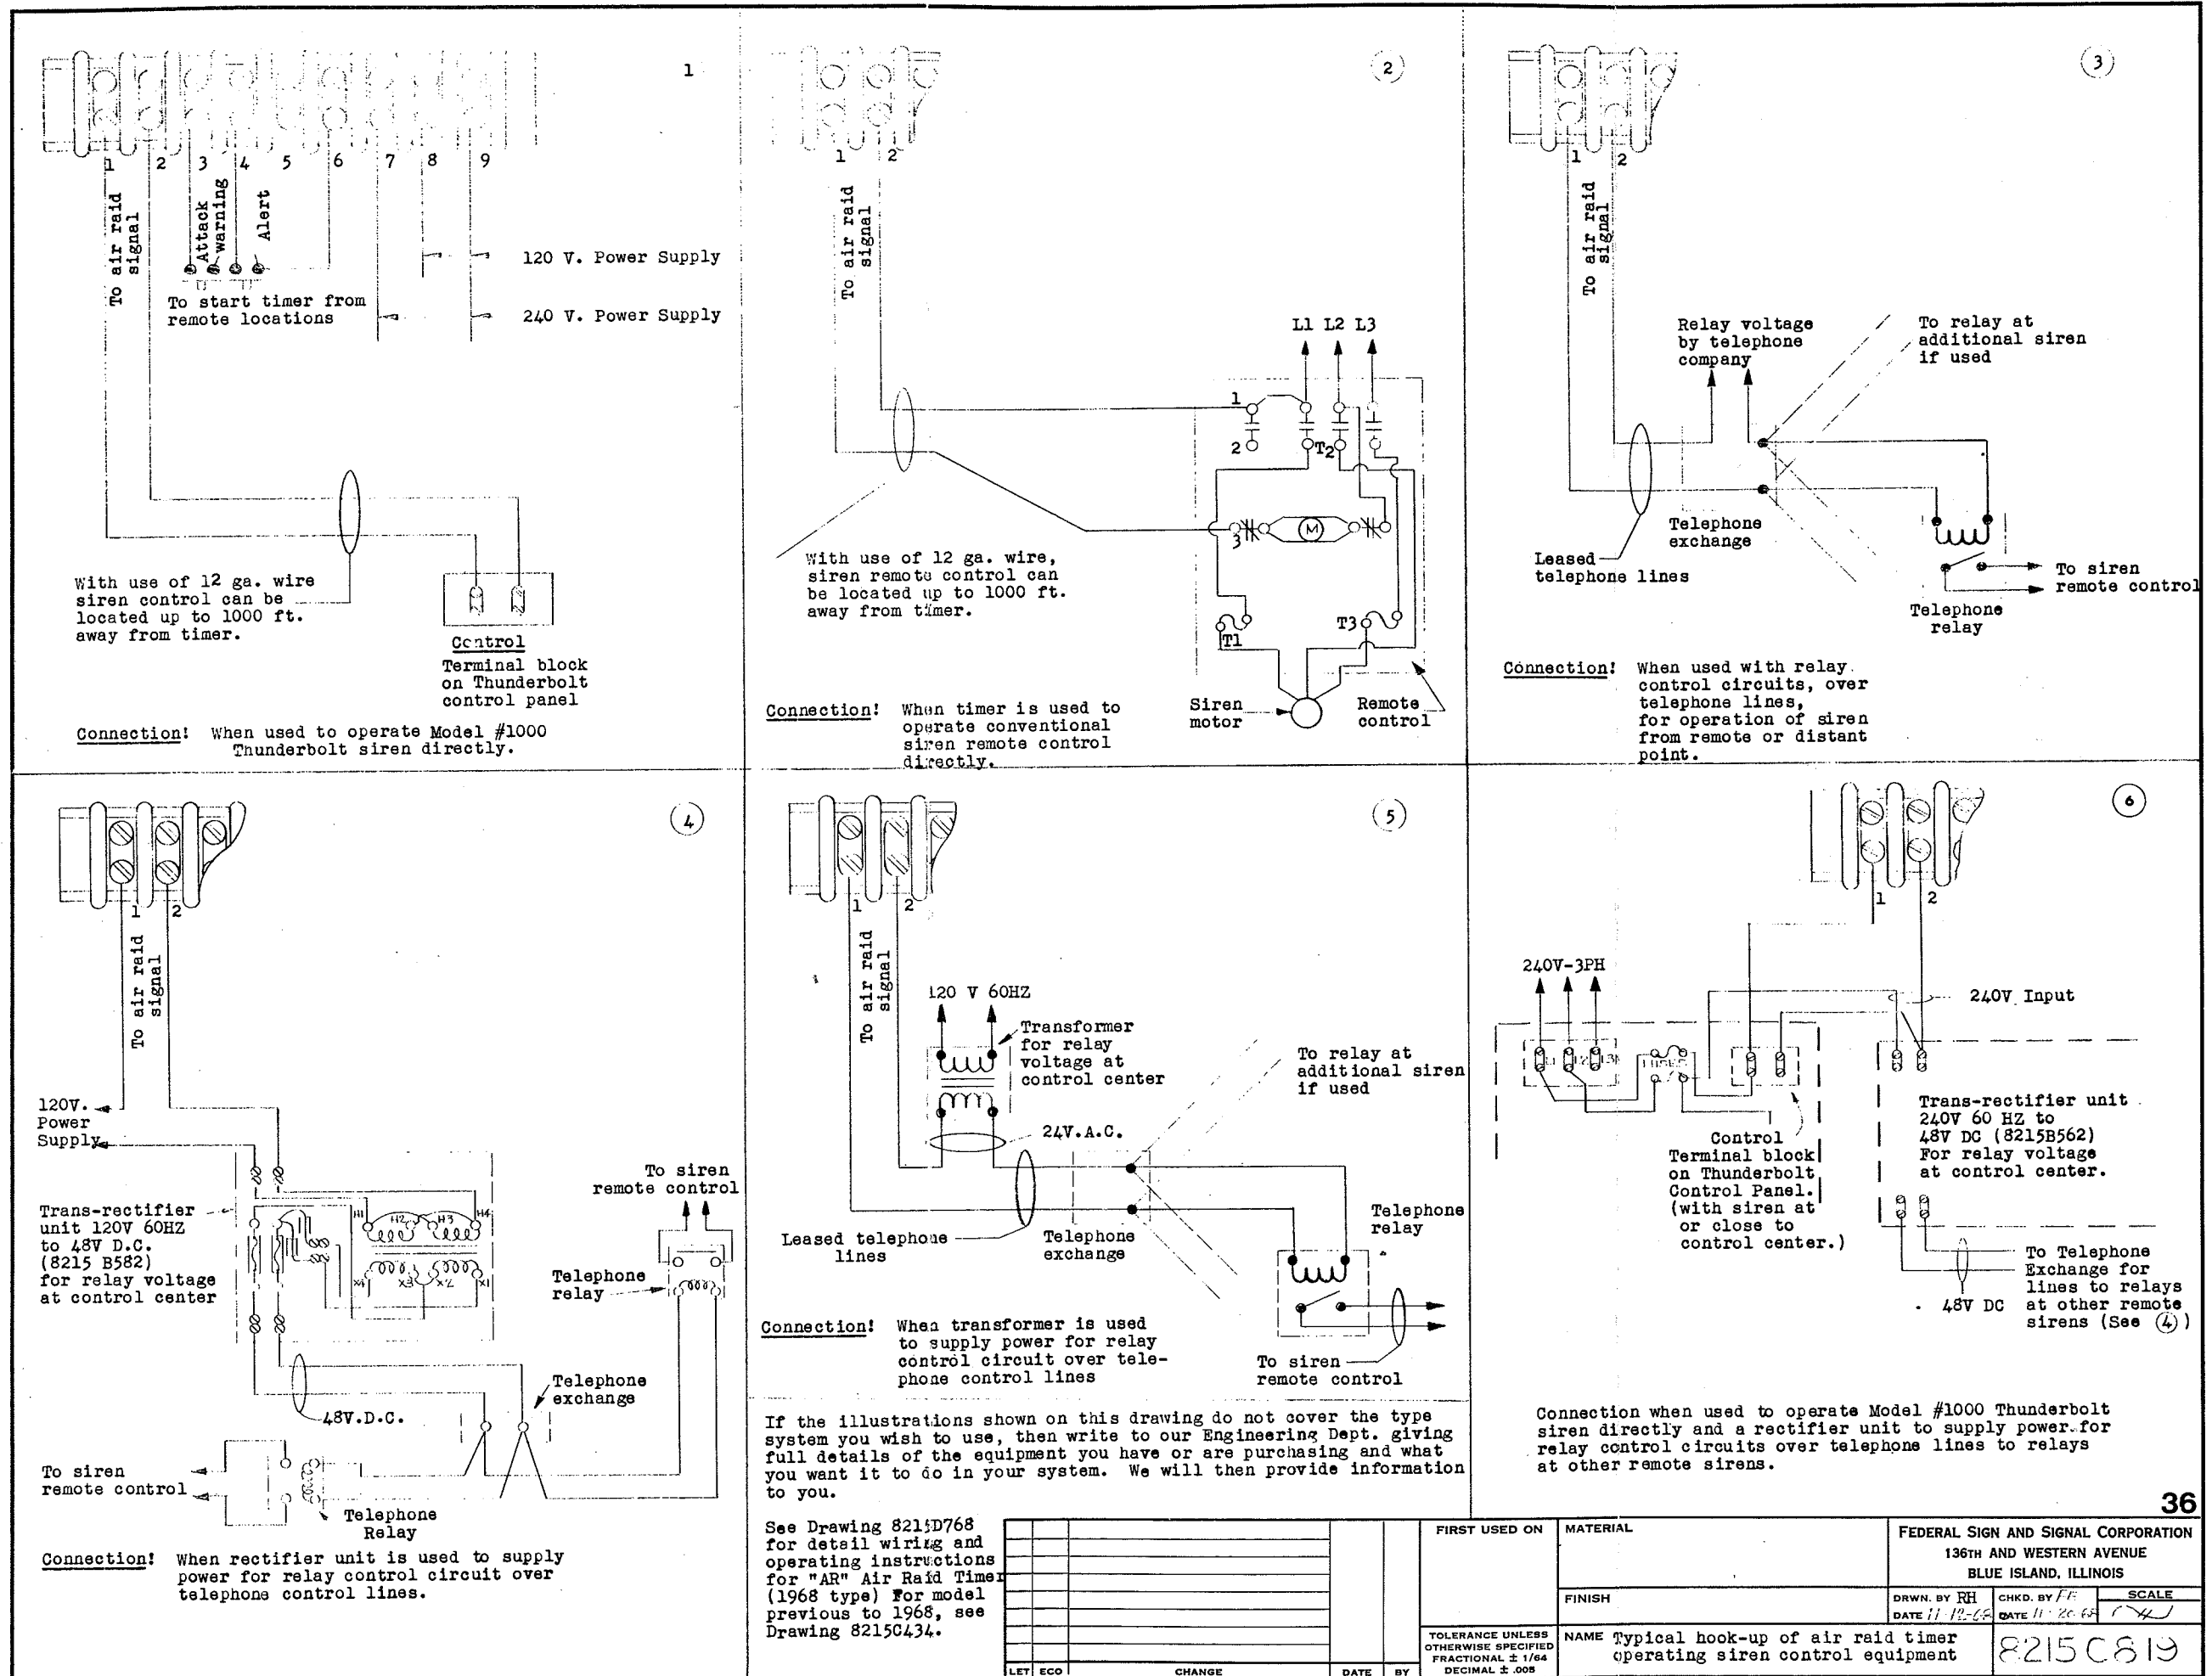 1
1
2
3
4
5
6
7
8
9
To air raid
signal
Attack
warning
Alert
To start timer from
remote locations
120 V. Power Supply
240 V. Power Supply
With use of 12 ga. wire
siren control can be
located up to 1000 ft.
away from timer.
Control
Terminal block
on Thunderbolt
control panel
Connection! When used to operate Model #1000
Thunderbolt siren directly.
2
1
2
To air raid
signal
L1 L2 L3
1
2
T2
3
M
T1
T3
With use of 12 ga. wire,
siren remote control can
be located up to 1000 ft.
away from timer.
Siren
motor
Remote
control
Connection! When timer is used to
operate conventional
siren remote control
directly.
3
1
2
To air raid
signal
Relay voltage
by telephone
company
To relay at
additional siren
if used
Telephone
exchange
Leased
telephone lines
To siren
remote control
Telephone
relay
Connection! When used with relay
control circuits, over
telephone lines,
for operation of siren
from remote or distant
point.
4
1
2
To air raid
signal
120V.
Power
Supply
Trans-rectifier
unit 120V 60HZ
to 48V D.C.
(8215 B582)
for relay voltage
at control center
H1 H2 H3 H4
X4 X3 X2 X1
To siren
remote control
Telephone
relay
Telephone
exchange
48V.D.C.
To siren
remote control
Telephone
Relay
Connection! When rectifier unit is used to supply
power for relay control circuit over
telephone control lines.
5
1
2
To air raid
signal
120 V 60HZ
Transformer
for relay
voltage at
control center
24V.A.C.
To relay at
additional siren
if used
Leased telephone
lines
Telephone
exchange
Telephone
relay
Connection! When transformer is used
to supply power for relay
control circuit over tele-
phone control lines
To siren
remote control
If the illustrations shown on this drawing do not cover the type
system you wish to use, then write to our Engineering Dept. giving
full details of the equipment you have or are purchasing and what
you want it to do in your system. We will then provide information
to you.
See Drawing 8215D768
for detail wiring and
operating instructions
for "AR" Air Raid Timer
(1968 type) For model
previous to 1968, see
Drawing 8215C434.
6
1
2
240V-3PH
240V Input
L1 L2 L3
FUSES
Control
Terminal block
on Thunderbolt
Control Panel.
(with siren at
or close to
control center.)
Trans-rectifier unit
240V 60 HZ to
48V DC (8215B562)
For relay voltage
at control center.
48V DC
To Telephone
Exchange for
lines to relays
at other remote
sirens (See 4)
Connection when used to operate Model #1000 Thunderbolt
siren directly and a rectifier unit to supply power for
relay control circuits over telephone lines to relays
at other remote sirens.
36
LET ECO CHANGE DATE BY
FIRST USED ON
TOLERANCE UNLESS
OTHERWISE SPECIFIED
FRACTIONAL ± 1/64
DECIMAL ± .005
MATERIAL
FINISH
FEDERAL SIGN AND SIGNAL CORPORATION
136TH AND WESTERN AVENUE
BLUE ISLAND, ILLINOIS
DRWN. BY RH
DATE
CHKD. BY
DATE
SCALE
NAME Typical hook-up of air raid timer
operating siren control equipment
8215C819